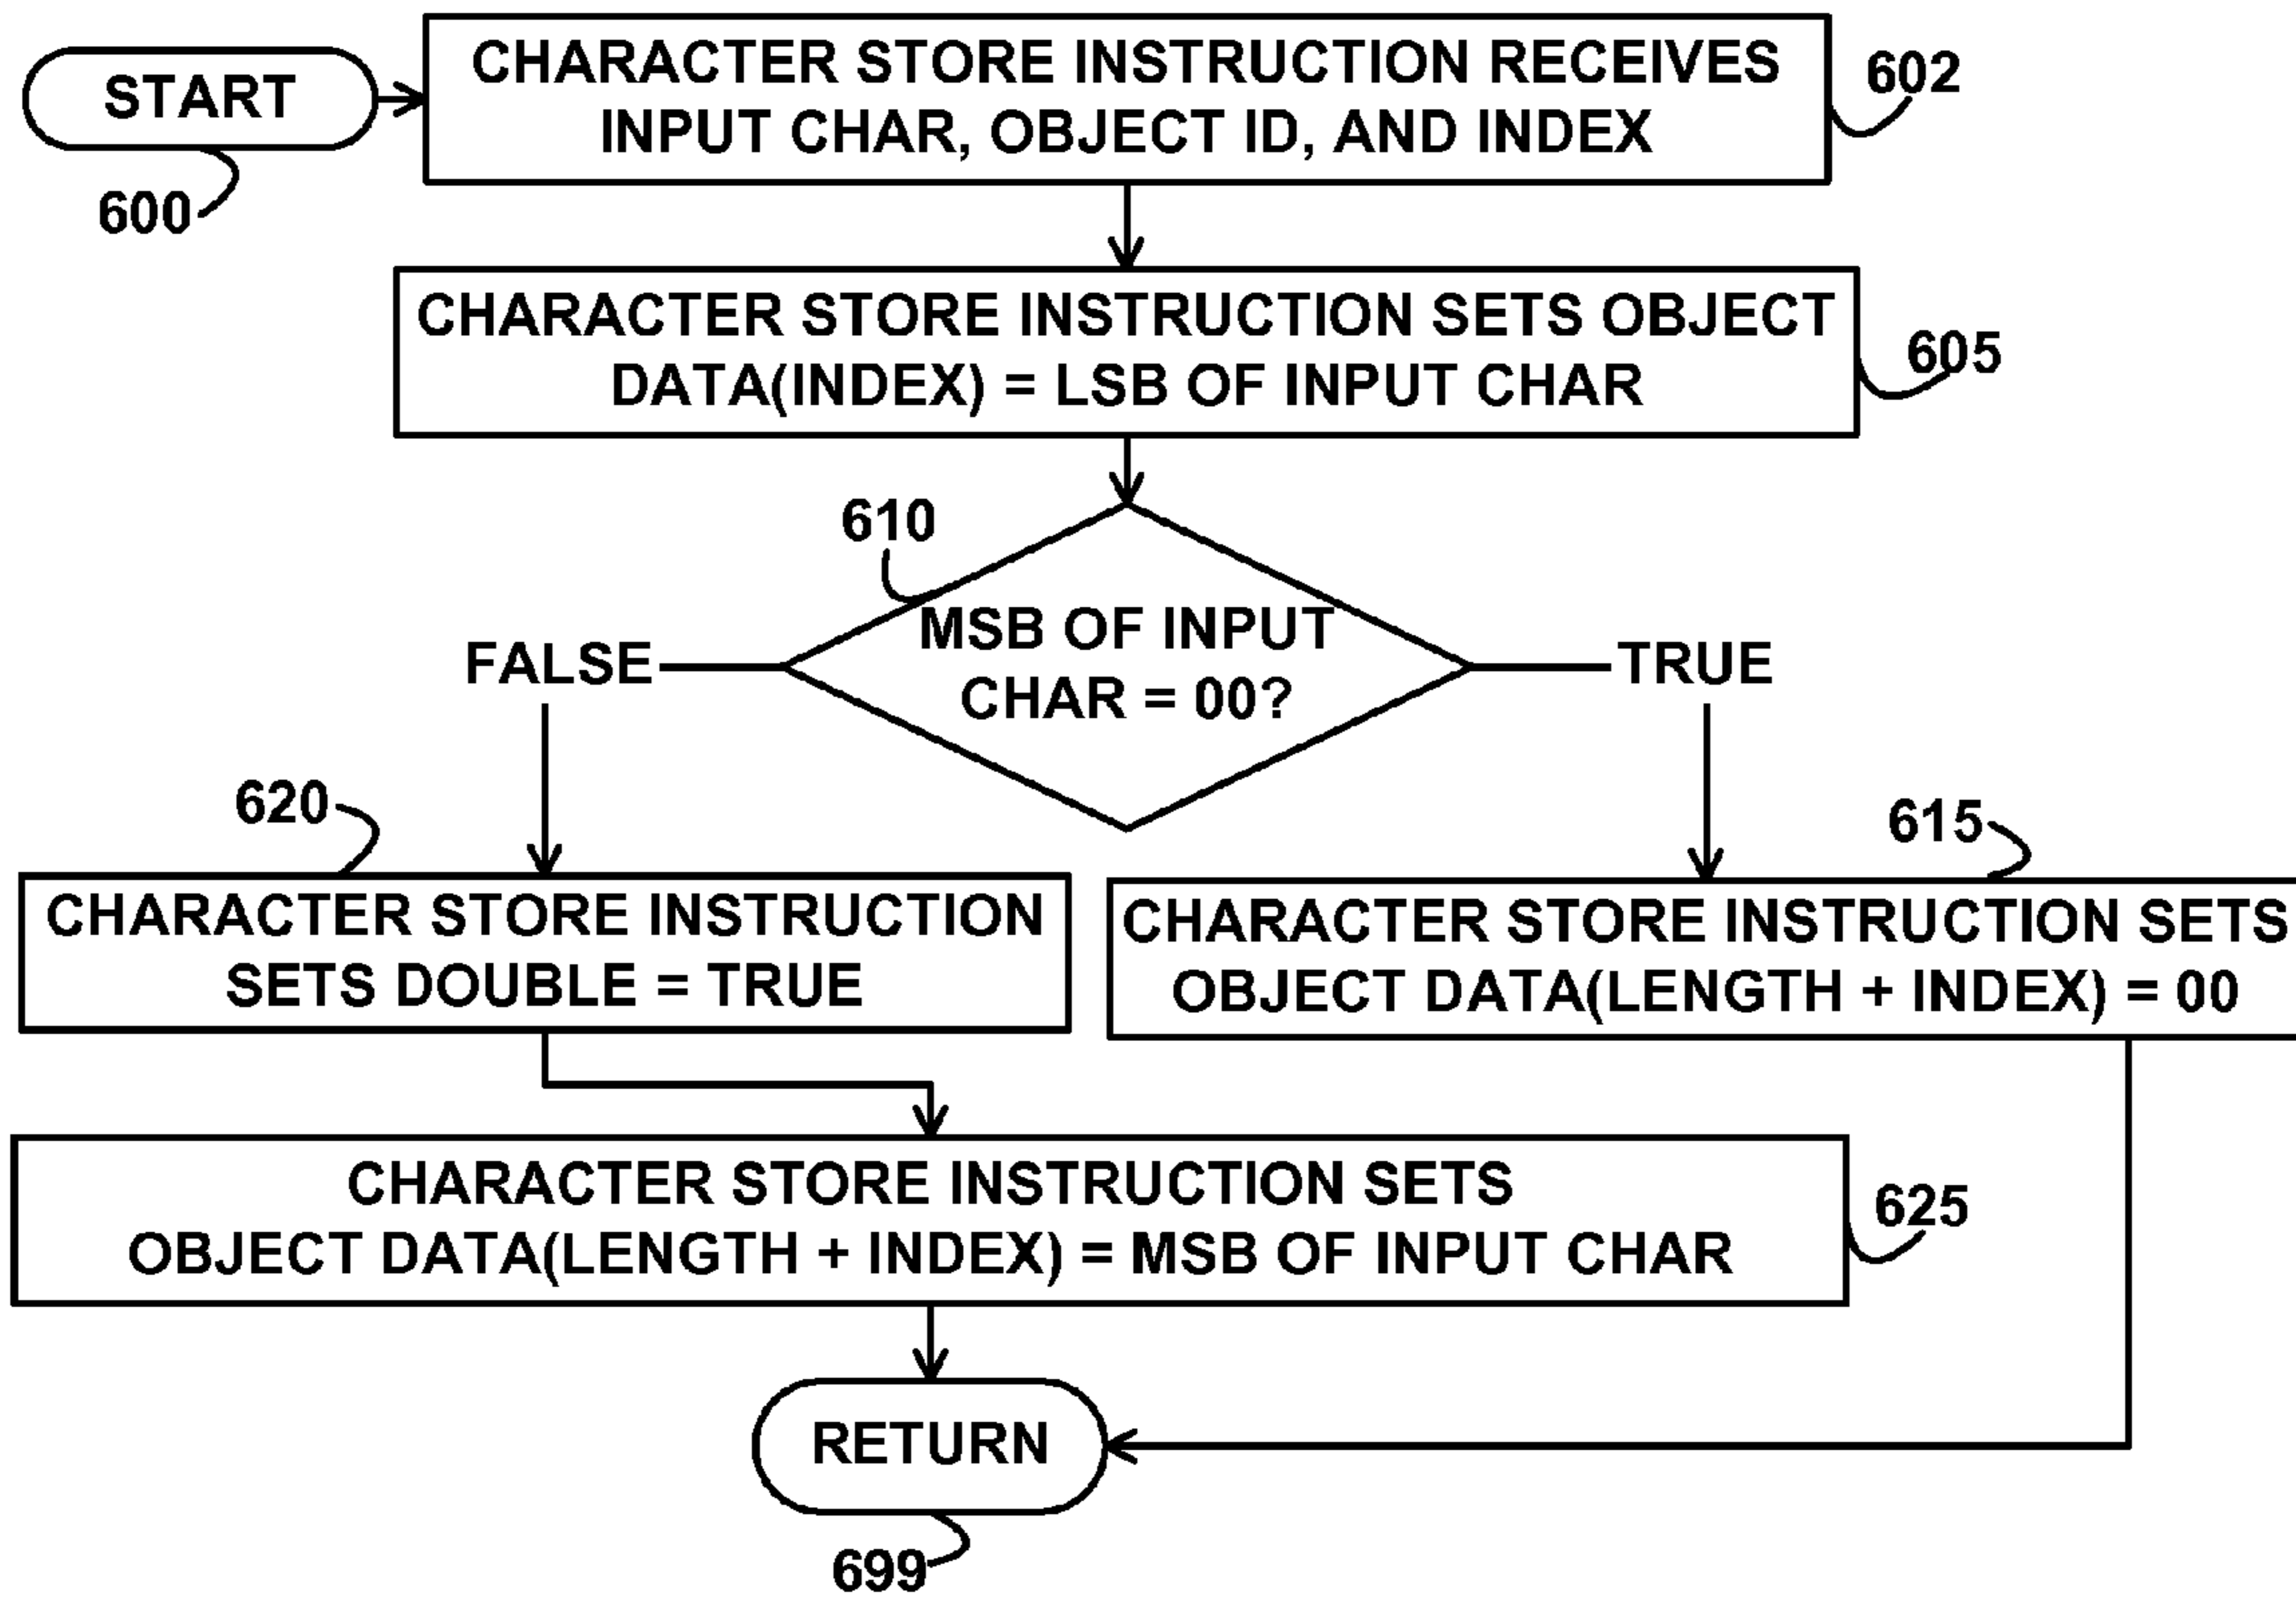 START
600
CHARACTER STORE INSTRUCTION RECEIVES
INPUT CHAR, OBJECT ID, AND INDEX
602
CHARACTER STORE INSTRUCTION SETS OBJECT
DATA(INDEX) = LSB OF INPUT CHAR
605
610
MSB OF INPUT
CHAR = 00?
FALSE
TRUE
620
CHARACTER STORE INSTRUCTION
SETS DOUBLE = TRUE
615
CHARACTER STORE INSTRUCTION SETS
OBJECT DATA(LENGTH + INDEX) = 00
CHARACTER STORE INSTRUCTION SETS
OBJECT DATA(LENGTH + INDEX) = MSB OF INPUT CHAR
625
RETURN
699